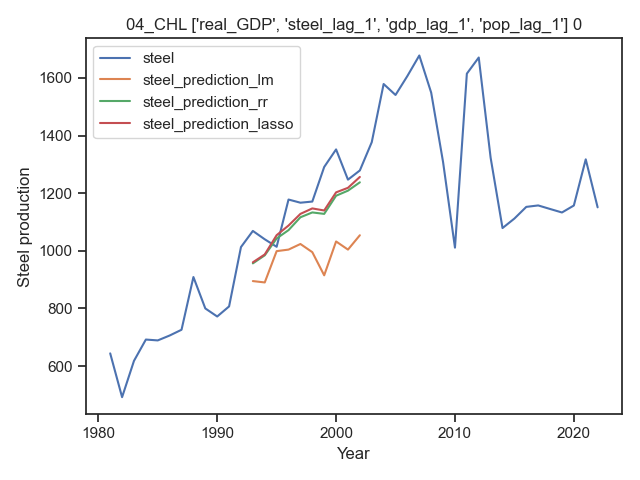 04_CHL ['real_GDP', 'steel_lag_1', 'gdp_lag_1', 'pop_lag_1'] 0
steel
steel_prediction_lm
steel_prediction_rr
steel_prediction_lasso
Steel production
1600
1400
1200
1000
800
600
1980
1990
2000
2010
2020
Year